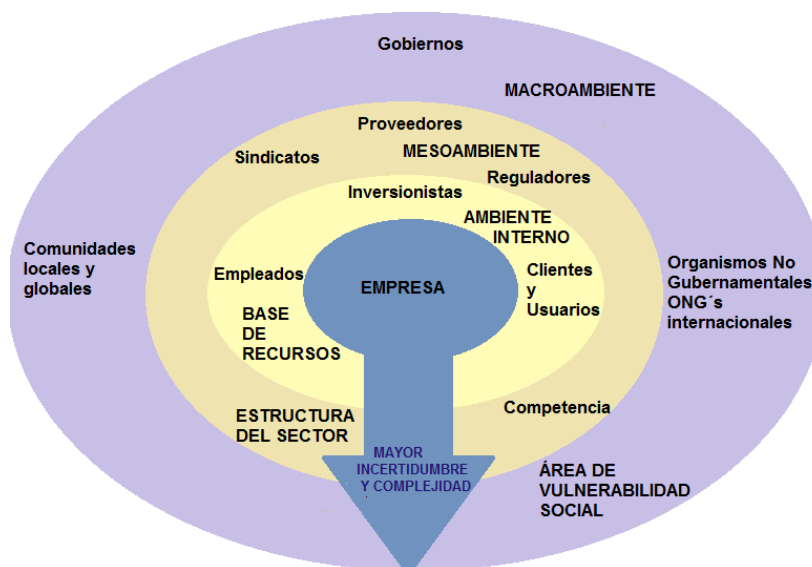 Gobiernos
MACROAMBIENTE
Proveedores
Sindicatos
MESOAMBIENTE
Reguladores
Inversionistas
AMBIENTE
INTERNO
Comunidades
locales y
globales
Empleados
EMPRESA
Clientes
y
Usuarios
Organismos No
Gubernamentales
ONG´s
internacionales
BASE
DE
RECURSOS
ESTRUCTURA
DEL SECTOR
Competencia
MAYOR
INCERTIDUMBRE
Y COMPLEJIDAD
ÁREA DE
VULNERABILIDAD
SOCIAL